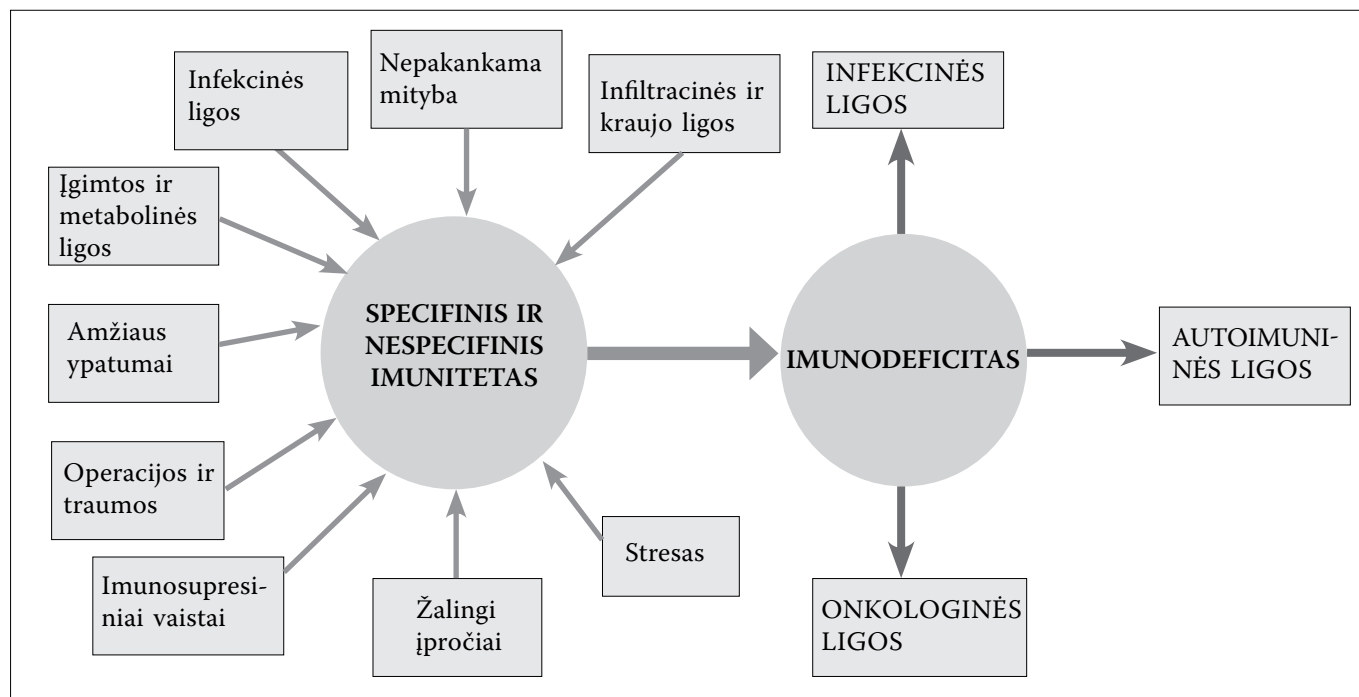 Infekcinės
ligos
Nepakankama
mityba
Infiltracinės ir
kraujo ligos
Įgimtos ir
metabolinės
ligos
Amžiaus
ypatumai
Operacijos ir
traumos
Imunosupresi-
niai vaistai
Žalingi
įpročiai
Stresas
SPECIFINIS IR
NESPECIFINIS
IMUNITETAS
IMUNODEFICITAS
INFEKCINĖS
LIGOS
AUTOIMUNI-
NĖS LIGOS
ONKOLOGINĖS
LIGOS